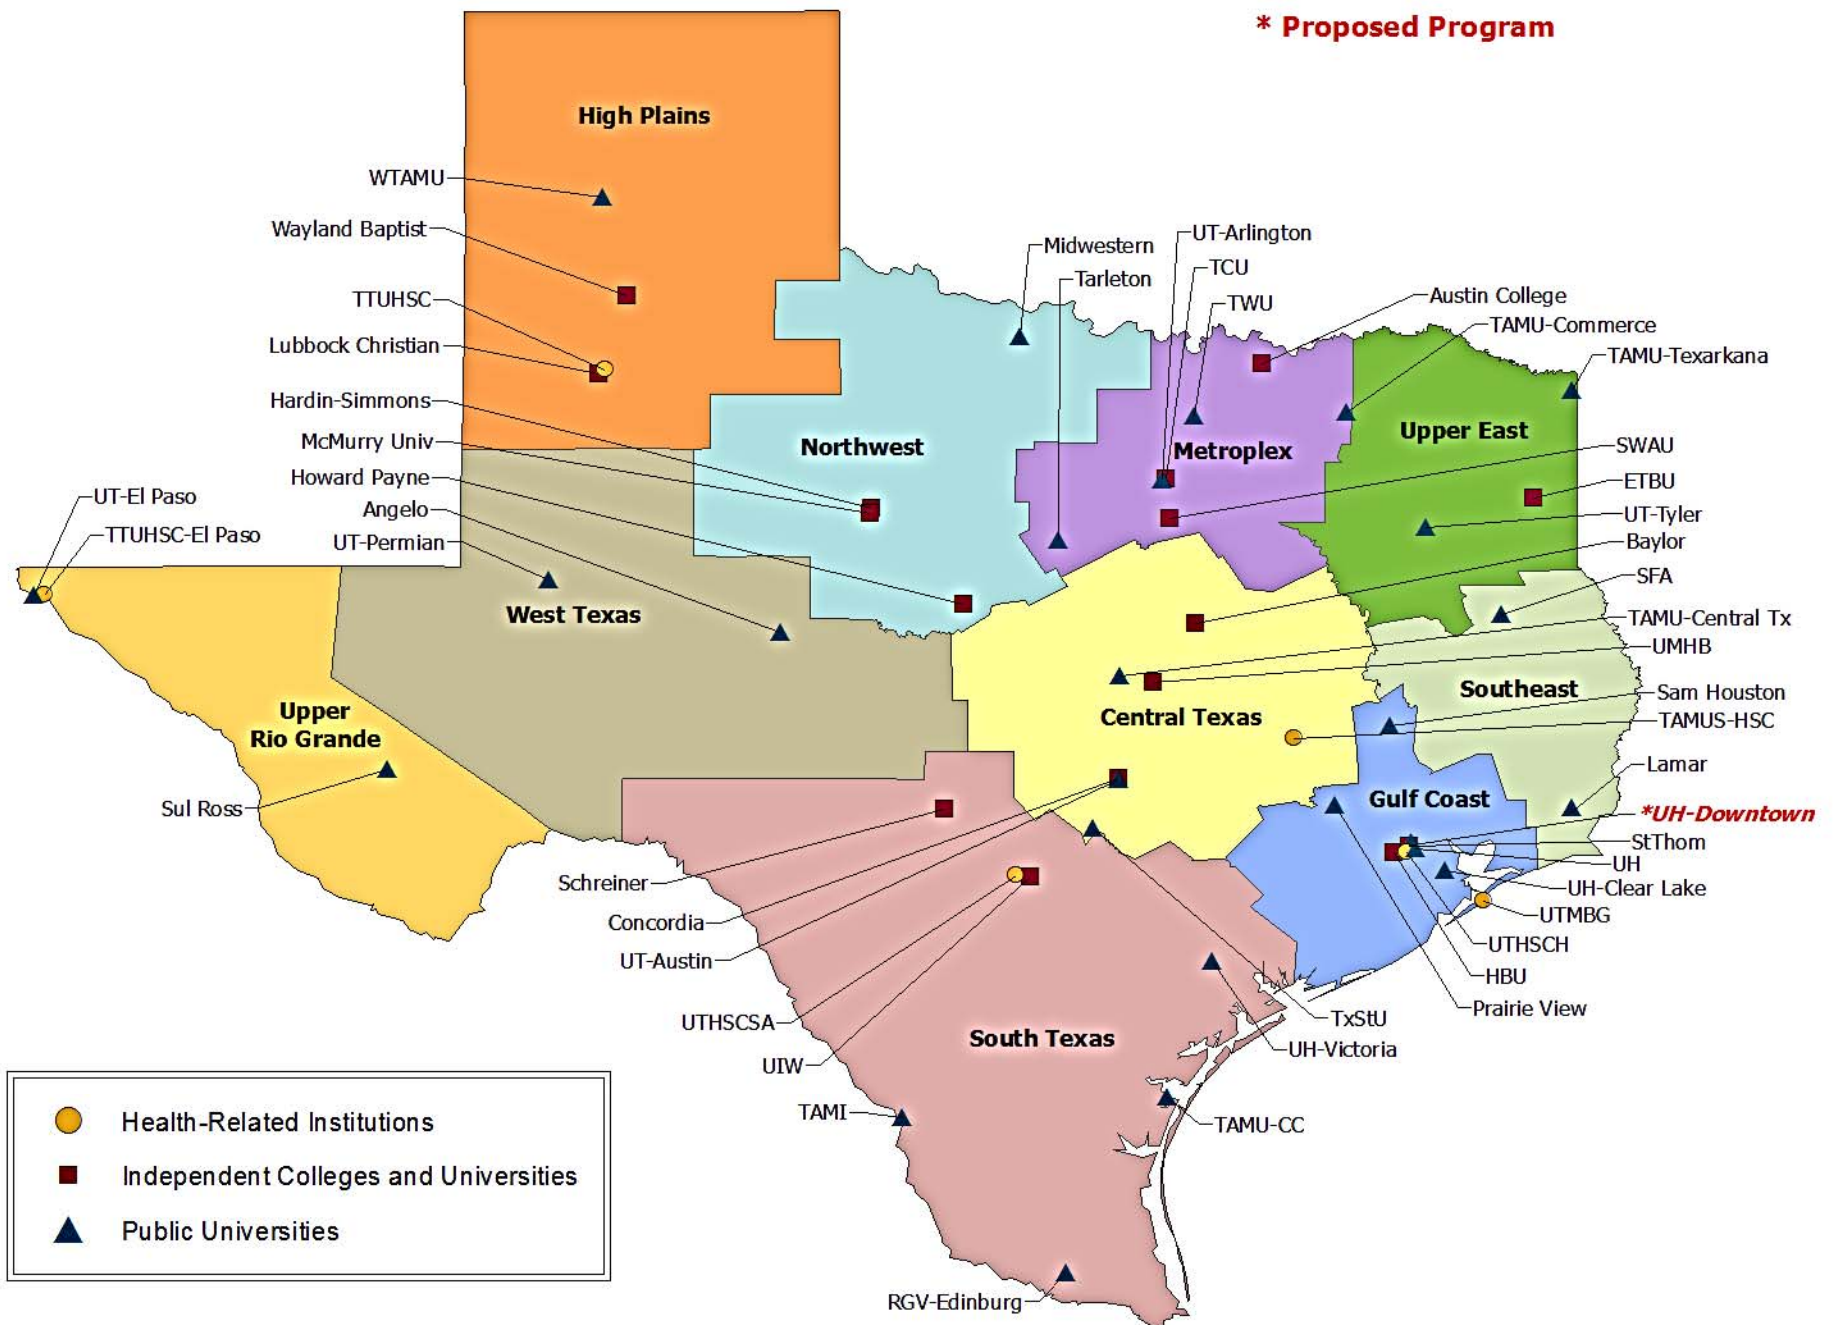 * Proposed Program
High Plains
WTAMU
Wayland Baptist
TTUHSC
Lubbock Christian
Hardin-Simmons
McMurry Univ
Howard Payne
Angelo
UT-Permian
UT-El Paso
TTUHSC-El Paso
Midwestern
Tarleton
UT-Arlington
TCU
TWU
Austin College
TAMU-Commerce
TAMU-Texarkana
Northwest
Metroplex
Upper East
SWAU
ETBU
UT-Tyler
Baylor
SFA
TAMU-Central Tx
UMHB
West Texas
Upper
Rio Grande
Central Texas
Southeast
Sam Houston
TAMUS-HSC
Lamar
Sul Ross
Gulf Coast
*UH-Downtown
StThom
UH
UH-Clear Lake
UTMBG
UTHSCH
HBU
Prairie View
Schreiner
Concordia
UT-Austin
UTHSCSA
UIW
South Texas
TxStU
UH-Victoria
TAMI
TAMU-CC
RGV-Edinburg
Health-Related Institutions
Independent Colleges and Universities
Public Universities